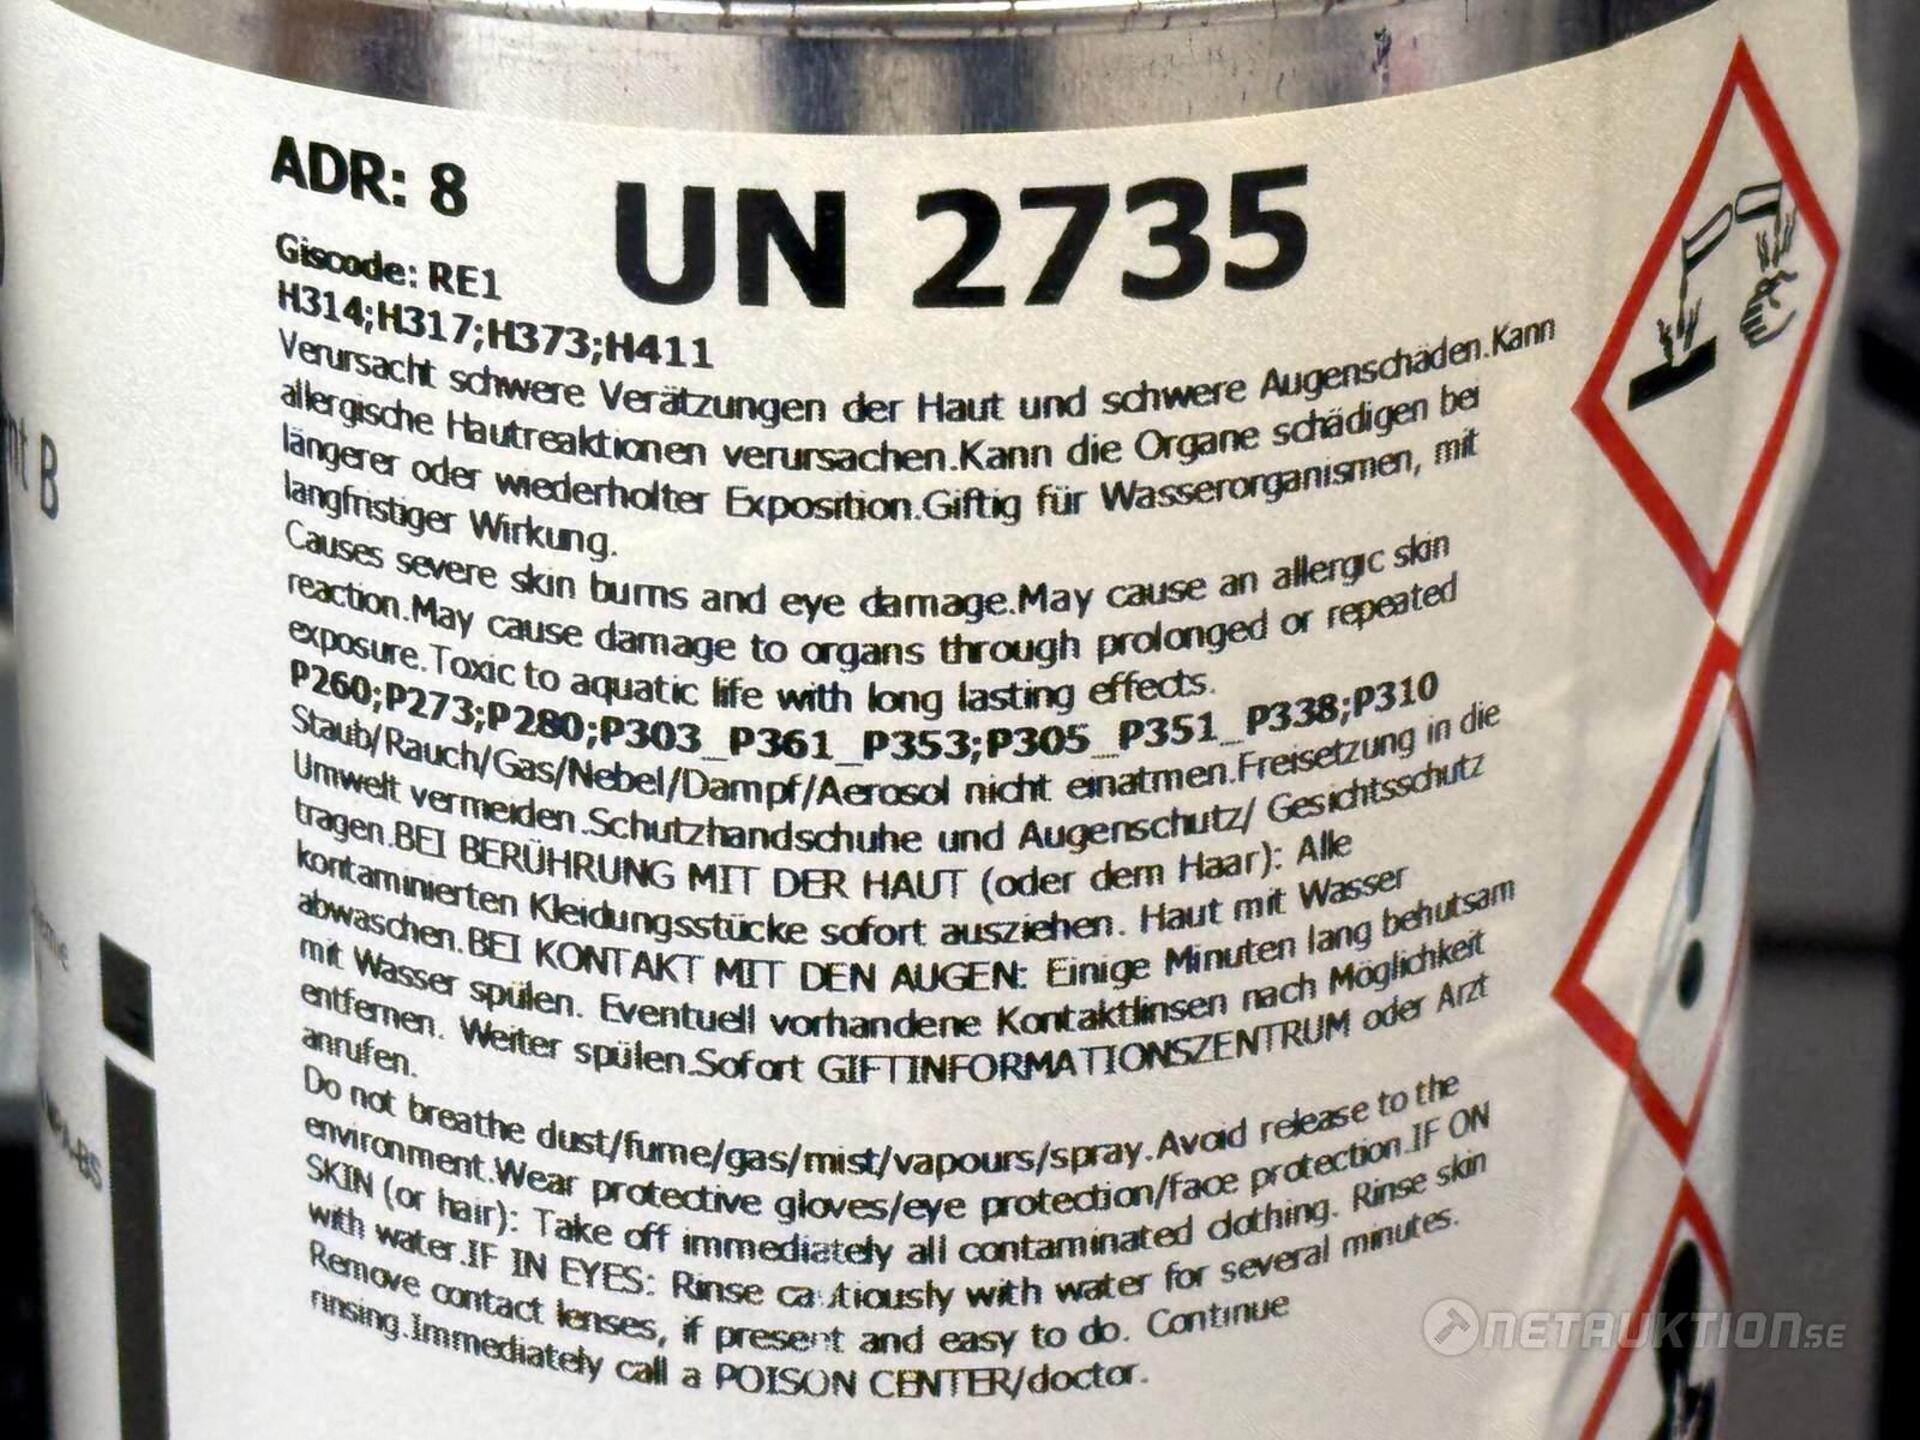 ADR: 8
UN 2735
Giscode: RE1
H314;H317;H373;H411
Verursacht schwere Verätzungen der Haut und schwere Augenschäden.Kann
allergische Hautreaktionen verursachen.Kann die Organe schädigen bei
längerer oder wiederholter Exposition.Giftig für Wasserorganismen, mit
langfristiger Wirkung.
Causes severe skin burns and eye damage.May cause an allergic skin
reaction.May cause damage to organs through prolonged or repeated
exposure.Toxic to aquatic life with long lasting effects.
P260;P273;P280;P303_P361_P353;P305_P351_P338;P310
Staub/Rauch/Gas/Nebel/Dampf/Aerosol nicht einatmen.Freisetzung in die
Umwelt vermeiden.Schutzhandschuhe und Augenschutz/ Gesichtsschutz
tragen.BEI BERÜHRUNG MIT DER HAUT (oder dem Haar): Alle
kontaminierten Kleidungsstücke sofort ausziehen. Haut mit Wasser
abwaschen.BEI KONTAKT MIT DEN AUGEN: Einige Minuten lang behutsam
mit Wasser spülen. Eventuell vorhandene Kontaktlinsen nach Möglichkeit
entfernen. Weiter spülen.Sofort GIFTINFORMATIONSZENTRUM oder Arzt
anrufen.
Do not breathe dust/fume/gas/mist/vapours/spray.Avoid release to the
environment.Wear protective gloves/eye protection/face protection.IF ON
SKIN (or hair): Take off immediately all contaminated clothing. Rinse skin
with water.IF IN EYES: Rinse cautiously with water for several minutes.
Remove contact lenses, if present and easy to do. Continue
rinsing.Immediately call a POISON CENTER/doctor.
B
NETAUKTION.SE